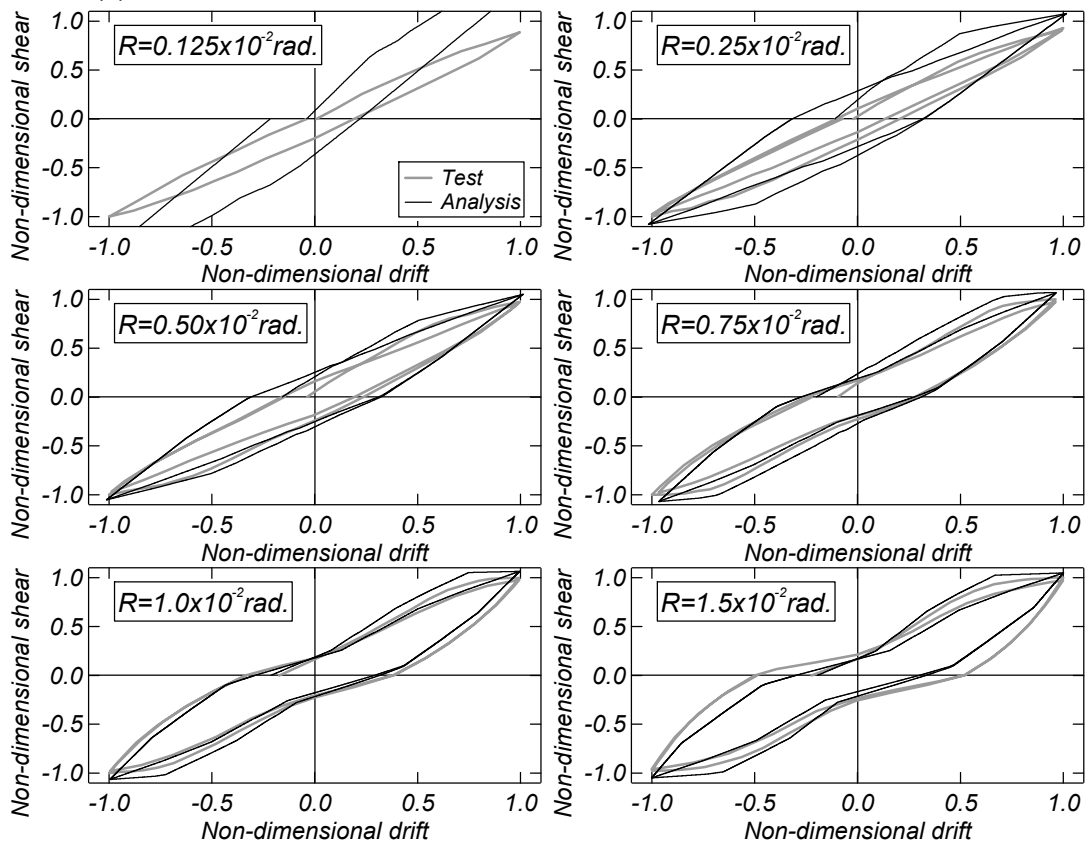 R=0.125x10⁻²rad.
Non-dimensional shear
1.0
0.5
0.0
-0.5
-1.0
-1.0 -0.5 0.0 0.5 1.0
Non-dimensional drift
Test
Analysis
R=0.25x10⁻²rad.
Non-dimensional shear
1.0
0.5
0.0
-0.5
-1.0
-1.0 -0.5 0.0 0.5 1.0
Non-dimensional drift
R=0.50x10⁻²rad.
Non-dimensional shear
1.0
0.5
0.0
-0.5
-1.0
-1.0 -0.5 0.0 0.5 1.0
Non-dimensional drift
R=0.75x10⁻²rad.
Non-dimensional shear
1.0
0.5
0.0
-0.5
-1.0
-1.0 -0.5 0.0 0.5 1.0
Non-dimensional drift
R=1.0x10⁻²rad.
Non-dimensional shear
1.0
0.5
0.0
-0.5
-1.0
-1.0 -0.5 0.0 0.5 1.0
Non-dimensional drift
R=1.5x10⁻²rad.
Non-dimensional shear
1.0
0.5
0.0
-0.5
-1.0
-1.0 -0.5 0.0 0.5 1.0
Non-dimensional drift